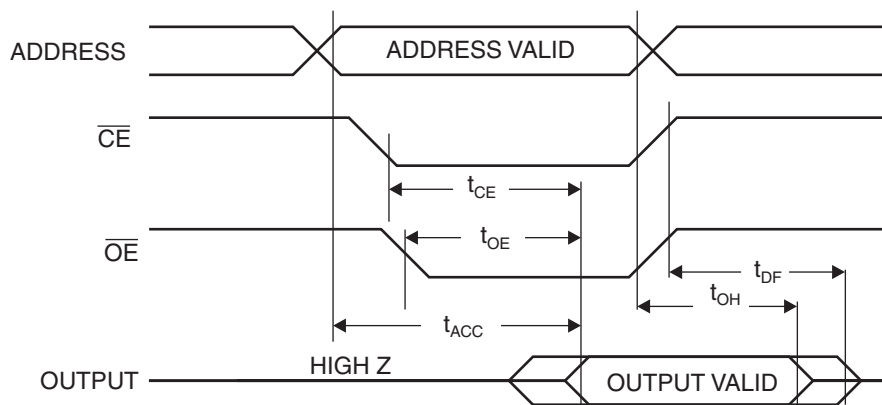 ADDRESS
ADDRESS VALID
CE
tCE
OE
tOE
tDF
tOH
tACC
HIGH Z
OUTPUT
OUTPUT VALID